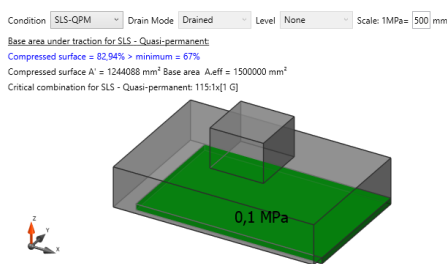 Condition SLS-QPM Drain Mode Drained Level None Scale: 1MPa= 500 mm
Base area under traction for SLS - Quasi-permanent:
Compressed surface = 82,94% > minimum = 67%
Compressed surface A' = 1244088 mm² Base area A.eff = 1500000 mm²
Critical combination for SLS - Quasi-permanent: 115:1x[1 G]
0,1 MPa
z
Y
x